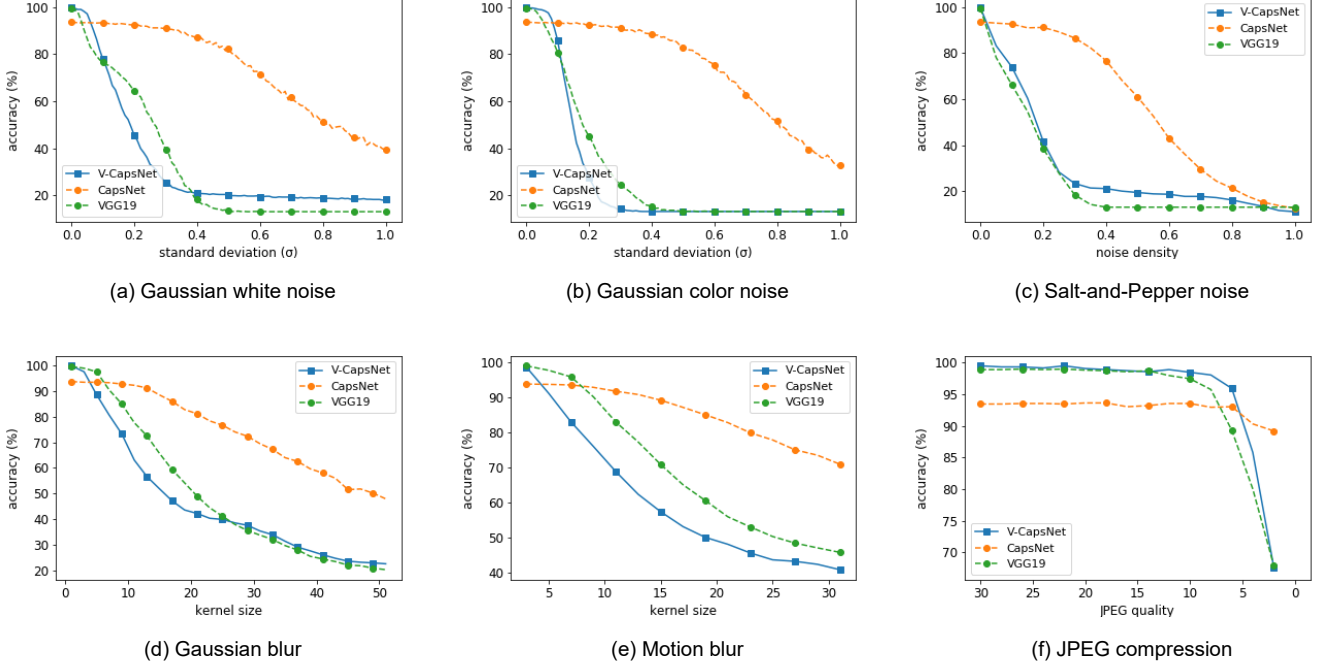 100
80
60
40
20
accuracy (%)
V-CapsNet
CapsNet
VGG19
0.0 0.2 0.4 0.6 0.8 1.0
standard deviation (σ)
(a) Gaussian white noise
100
80
60
40
20
accuracy (%)
V-CapsNet
CapsNet
VGG19
0.0 0.2 0.4 0.6 0.8 1.0
standard deviation (σ)
(b) Gaussian color noise
100
80
60
40
20
accuracy (%)
V-CapsNet
CapsNet
VGG19
0.0 0.2 0.4 0.6 0.8 1.0
noise density
(c) Salt-and-Pepper noise
100
90
80
70
60
50
40
30
20
accuracy (%)
V-CapsNet
CapsNet
VGG19
0 10 20 30 40 50
kernel size
(d) Gaussian blur
100
90
80
70
60
50
40
accuracy (%)
V-CapsNet
CapsNet
VGG19
5 10 15 20 25 30
kernel size
(e) Motion blur
100
95
90
85
80
75
70
accuracy (%)
V-CapsNet
CapsNet
VGG19
30 25 20 15 10 5 0
JPEG quality
(f) JPEG compression